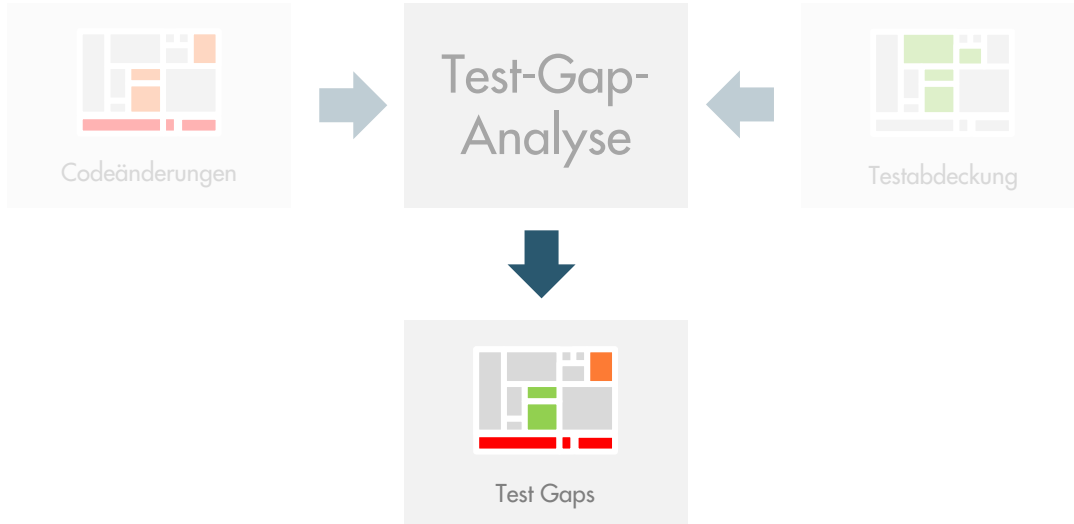 Test-Gap-
Analyse
Codeänderungen
Testabdeckung
Test Gaps